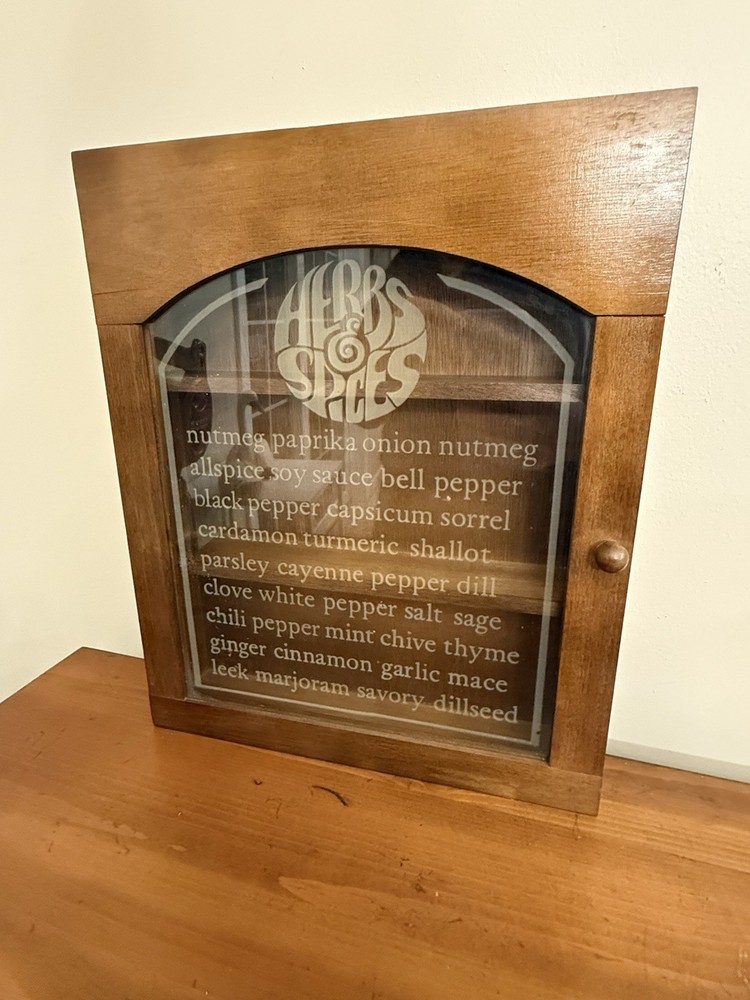 HERBS
&
SPICES
nutmeg paprika onion nutmeg
allspice soy sauce bell pepper
black pepper capsicum sorrel
cardamon turmeric shallot
parsley cayenne pepper dill
clove white pepper salt sage
chili pepper mint chive thyme
ginger cinnamon garlic mace
leek marjoram savory dillseed